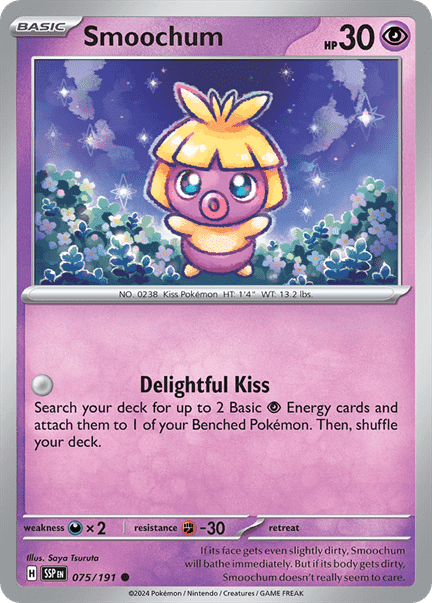 BASIC
Smoochum
HP 30
NO. 0238 Kiss Pokémon HT: 1'4" WT: 13.2 lbs.
Delightful Kiss
Search your deck for up to 2 Basic Energy cards and
attach them to 1 of your Benched Pokémon. Then, shuffle
your deck.
weakness ×2 resistance -30 retreat
Illus. Saya Tsuruta
If its face gets even slightly dirty, Smoochum
will bathe immediately. But if its body gets dirty,
Smoochum doesn't really seem to care.
H SSP EN 075/191
©2024 Pokémon / Nintendo / Creatures / GAME FREAK